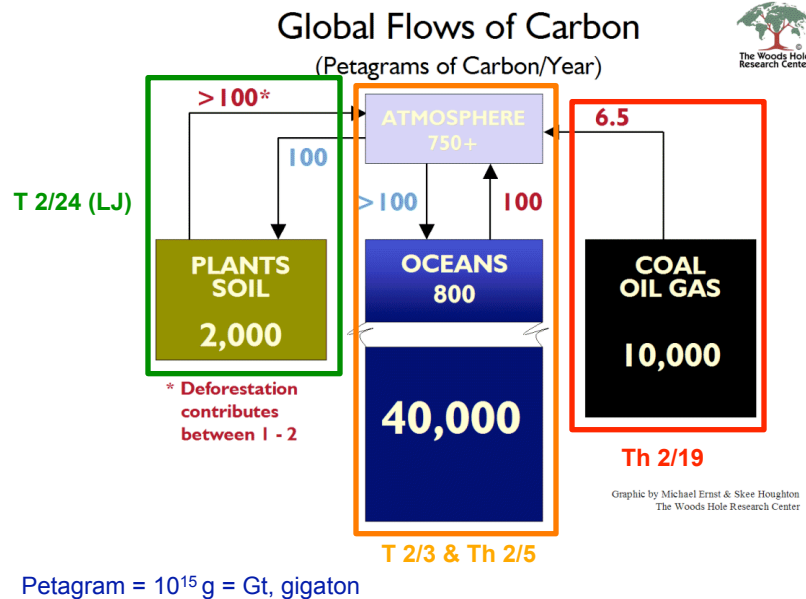 Global Flows of Carbon
(Petagrams of Carbon/Year)
©
The Woods Hole
Research Center
>100*
ATMOSPHERE
750+
6.5
100
T 2/24 (LJ)
>100
100
PLANTS
SOIL
2,000
OCEANS
800
COAL
OIL GAS
10,000
* Deforestation
contributes
between 1 - 2
40,000
Th 2/19
Graphic by Michael Ernst & Skee Houghton
The Woods Hole Research Center
T 2/3 & Th 2/5
Petagram = 10¹⁵ g = Gt, gigaton